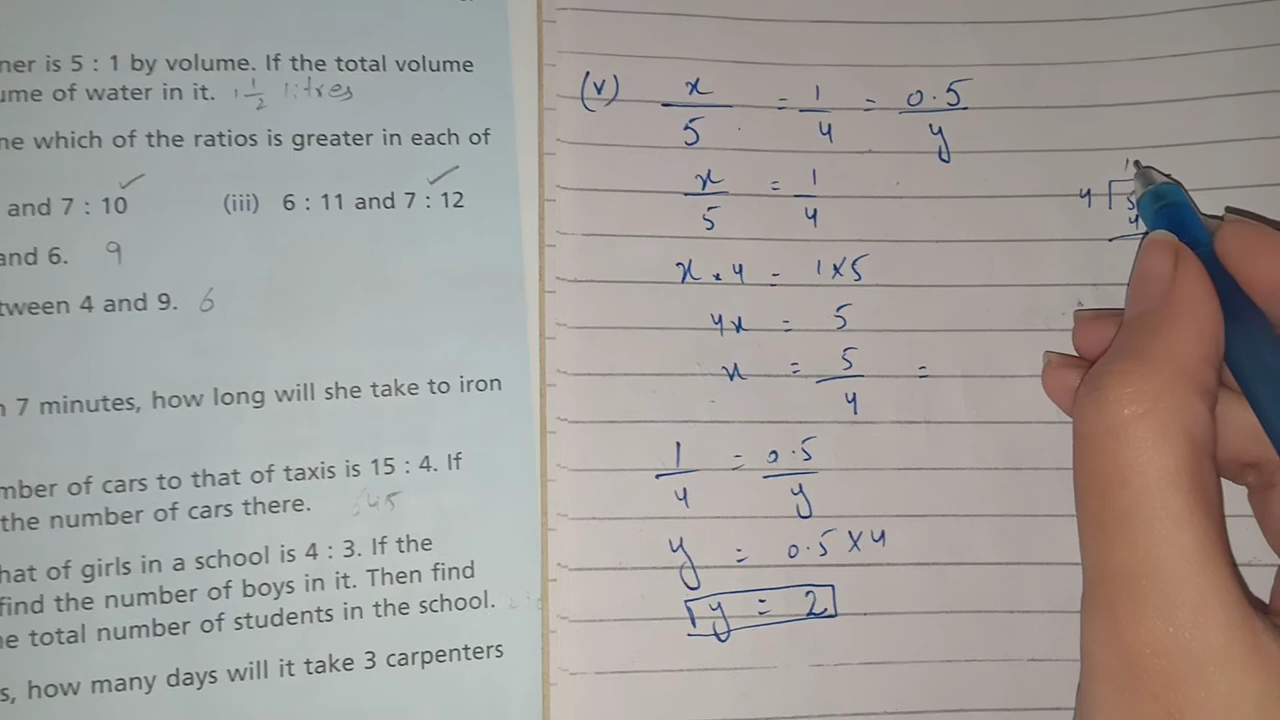 ner is 5 : 1 by volume. If the total volume
ume of water in it. 1 1/2 litres
ne which of the ratios is greater in each of
and 7 : 10 ✓ (iii) 6 : 11 and 7 : 12 ✓
and 6. 9
tween 4 and 9. 6
n 7 minutes, how long will she take to iron
mber of cars to that of taxis is 15 : 4. If
the number of cars there. 45
hat of girls in a school is 4 : 3. If the
find the number of boys in it. Then find
e total number of students in the school.
s, how many days will it take 3 carpenters
(v) x/5 = 1/4 = 0.5/y
x/5 = 1/4
x × 4 = 1 × 5
4x = 5
x = 5/4 =
1/4 = 0.5/y
y = 0.5 × 4
y = 2
1
4 5
4